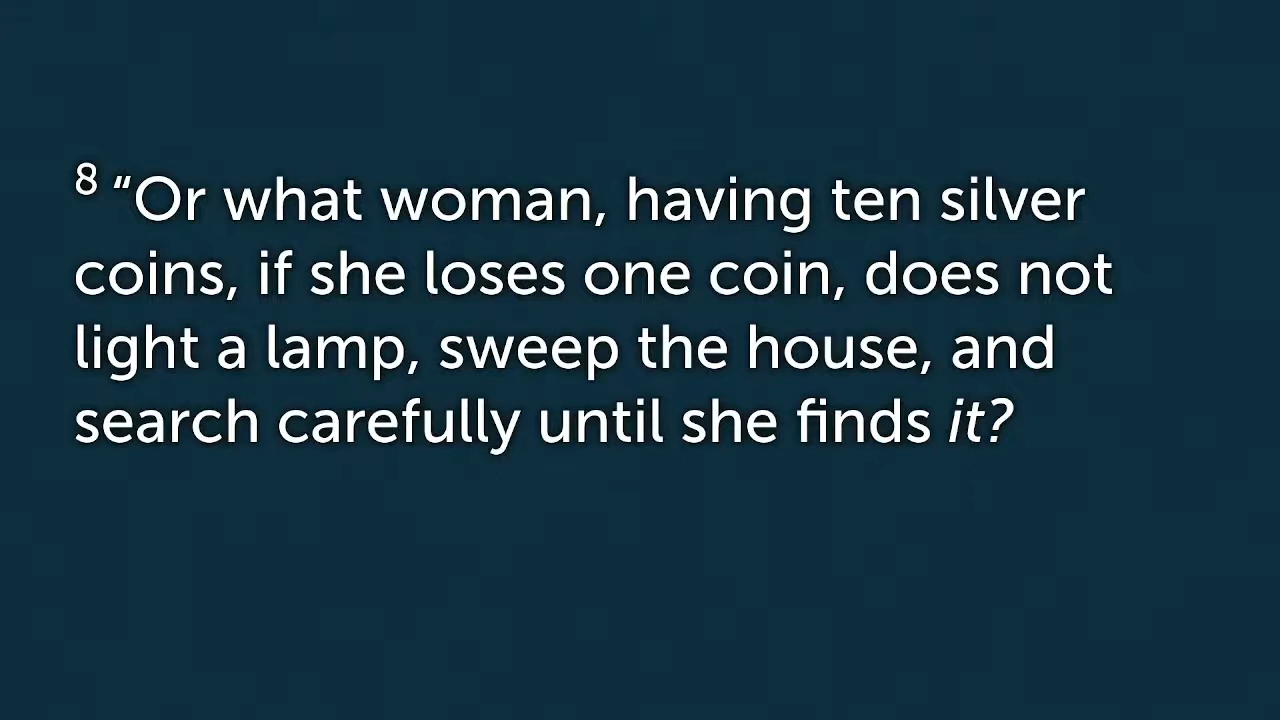 8 “Or what woman, having ten silver
coins, if she loses one coin, does not
light a lamp, sweep the house, and
search carefully until she finds it?